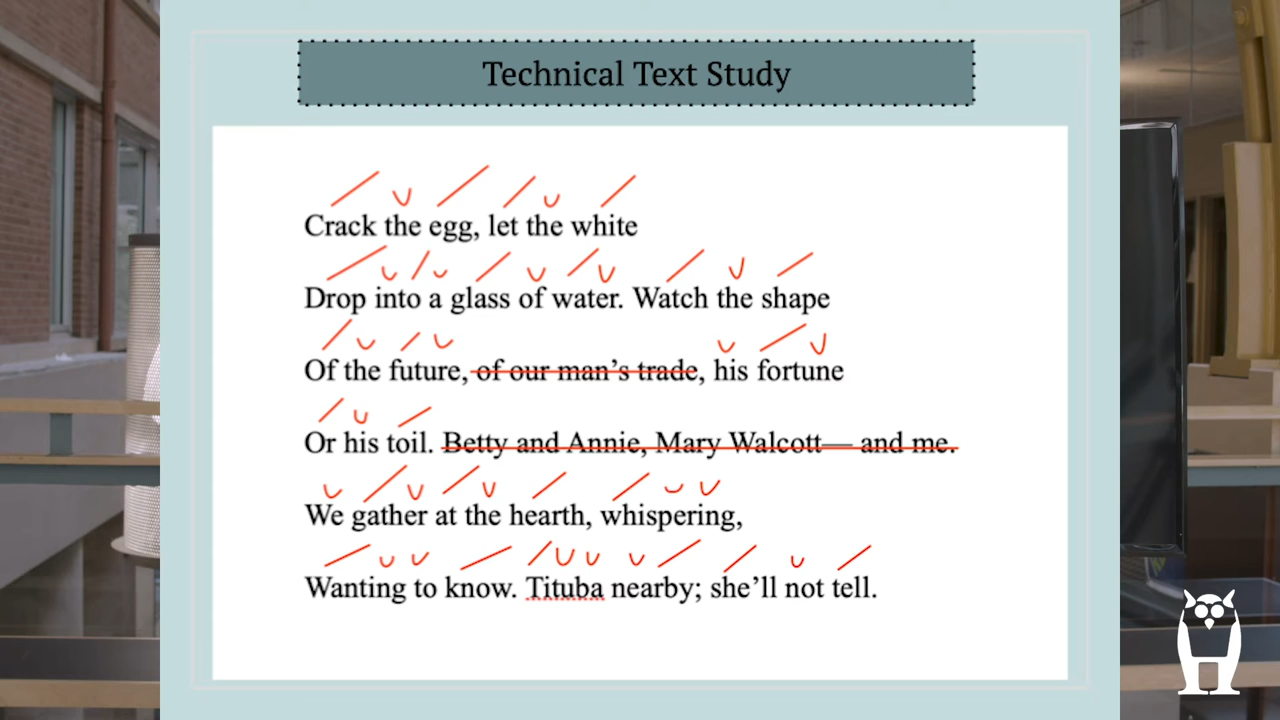 Technical Text Study
Crack the egg, let the white
Drop into a glass of water. Watch the shape
Of the future, of our man’s trade, his fortune
Or his toil. Betty and Annie, Mary Walcott— and me.
We gather at the hearth, whispering,
Wanting to know. Tituba nearby; she’ll not tell.